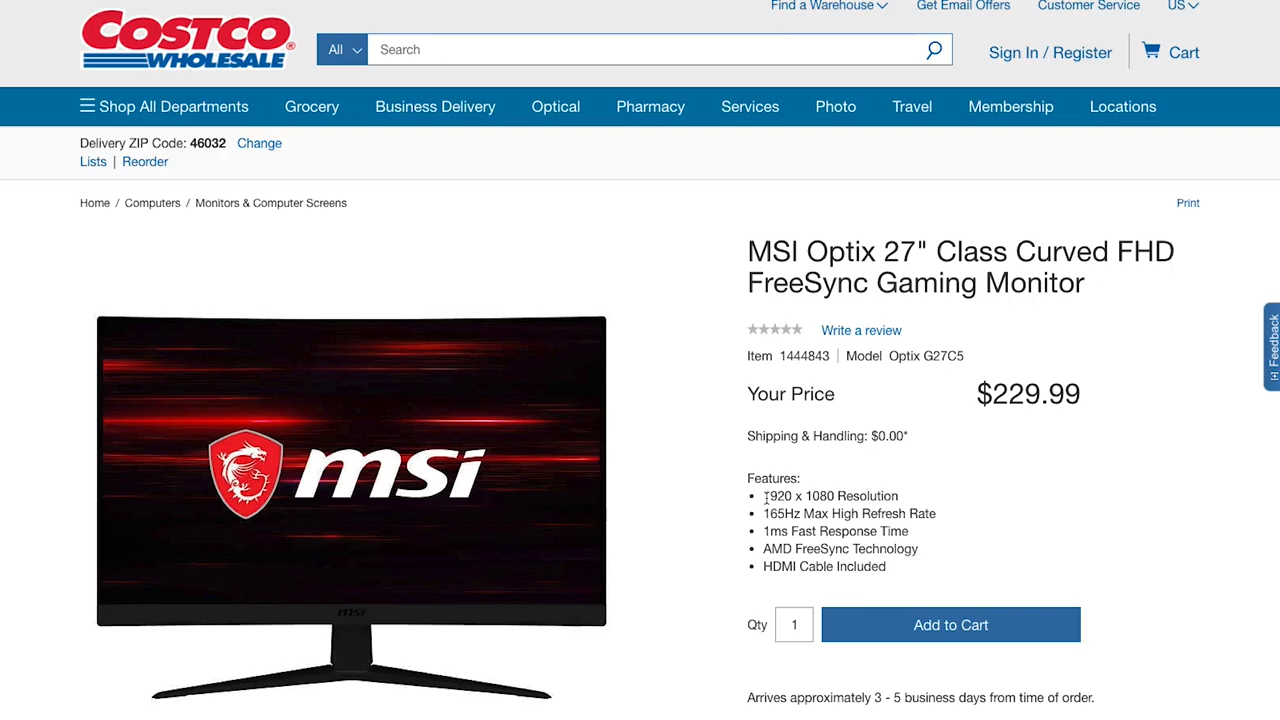 Find a Warehouse Get Email Offers Customer Service US
COSTCO
WHOLESALE
All Search Sign In / Register Cart
Shop All Departments Grocery Business Delivery Optical Pharmacy Services Photo Travel Membership Locations
Delivery ZIP Code: 46032 Change
Lists | Reorder
Home / Computers / Monitors & Computer Screens Print
MSI Optix 27" Class Curved FHD
FreeSync Gaming Monitor
Write a review
Item 1444843 | Model Optix G27C5
Your Price $229.99
Shipping & Handling: $0.00*
Features:
• 1920 x 1080 Resolution
• 165Hz Max High Refresh Rate
• 1ms Fast Response Time
• AMD FreeSync Technology
• HDMI Cable Included
Qty 1 Add to Cart
Arrives approximately 3 - 5 business days from time of order.
msi
msi
Feedback